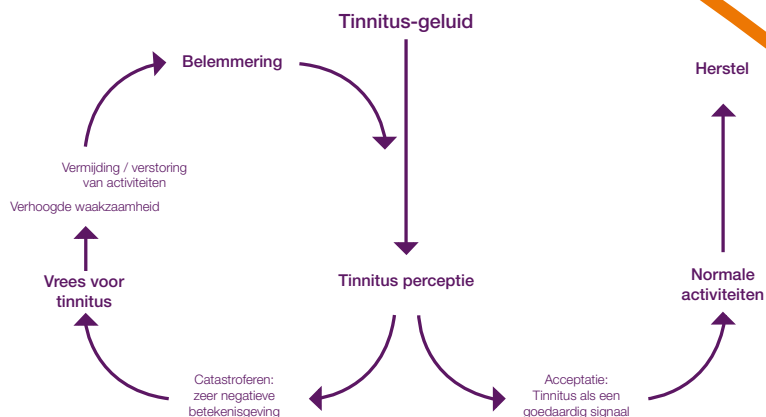 Tinnitus-geluid
Belemmering
Herstel
Vermijding / verstoring
van activiteiten
Verhoogde waakzaamheid
Vrees voor
tinnitus
Tinnitus perceptie
Normale
activiteiten
Catastroferen:
zeer negatieve
betekenisgeving
Acceptatie:
Tinnitus als een
goedaardig signaal